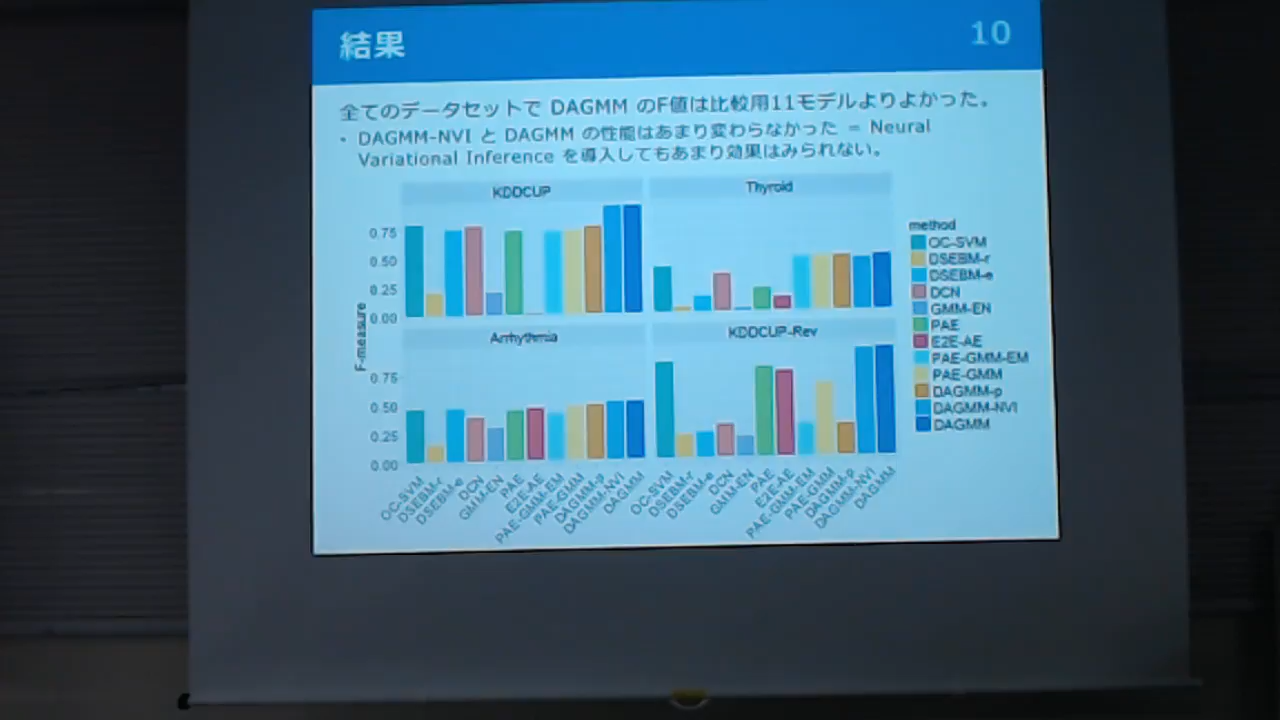 結果
10
全てのデータセットで DAGMM のF値は比較用11モデルよりよかった。
・ DAGMM-NVI と DAGMM の性能はあまり変わらなかった = Neural
Variational Inference を導入してもあまり効果はみられない。
KDDCUP
Thyroid
0.75
0.50
0.25
0.00
Arrhythmia
KDDCUP-Rev
0.75
0.50
0.25
0.00
F-measure
OC-SVM
DSEBM-r
DSEBM-e
DCN
GMM-EN
PAE
E2E-AE
PAE-GMM-EM
PAE-GMM
DAGMM-p
DAGMM-NVI
DAGMM
OC-SVM
DSEBM-r
DSEBM-e
DCN
GMM-EN
PAE
E2E-AE
PAE-GMM-EM
PAE-GMM
DAGMM-p
DAGMM-NVI
DAGMM
method
OC-SVM
DSEBM-r
DSEBM-e
DCN
GMM-EN
PAE
E2E-AE
PAE-GMM-EM
PAE-GMM
DAGMM-p
DAGMM-NVI
DAGMM